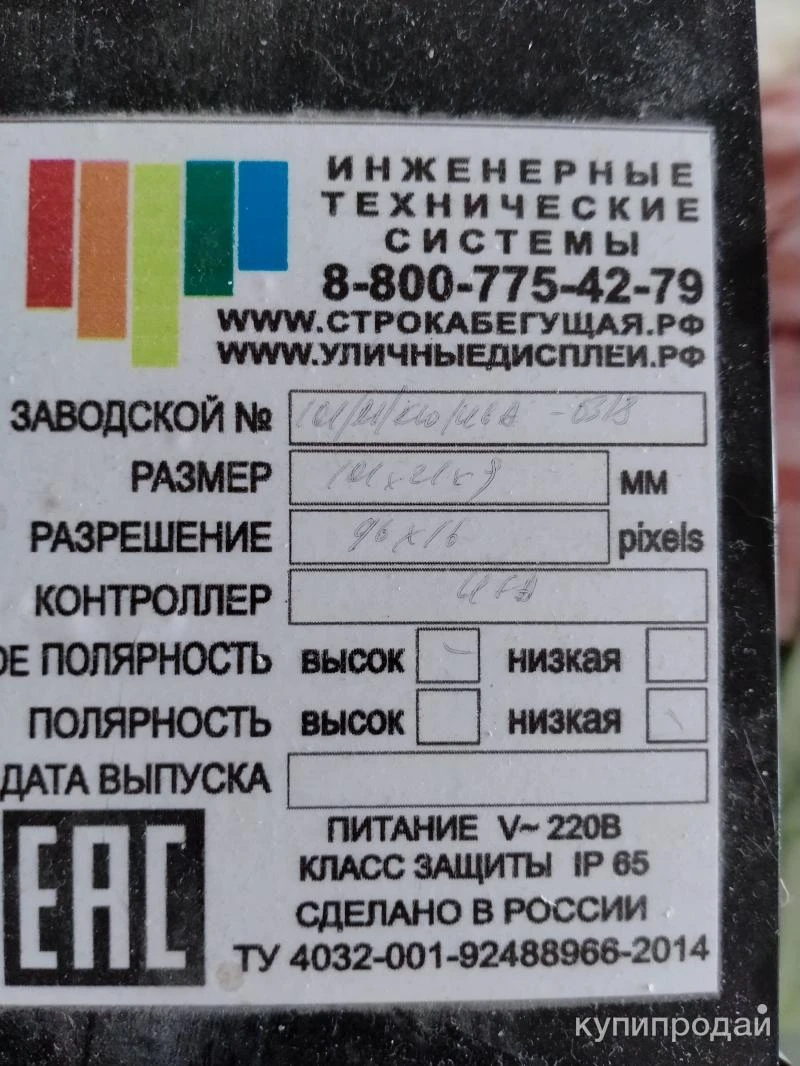 ИНЖЕНЕРНЫЕ
ТЕХНИЧЕСКИЕ
СИСТЕМЫ
8-800-775-42-79
WWW.СТРОКАБЕГУЩАЯ.РФ
WWW.УЛИЧНЫЕДИСПЛЕИ.РФ
ЗАВОДСКОЙ №
РАЗМЕР 101x21x9 мм
РАЗРЕШЕНИЕ 96x16 pixels
КОНТРОЛЛЕР
ОЕ ПОЛЯРНОСТЬ высок низкая
ПОЛЯРНОСТЬ высок низкая
ДАТА ВЫПУСКА
EAC
ПИТАНИЕ V~ 220В
КЛАСС ЗАЩИТЫ IP 65
СДЕЛАНО В РОССИИ
ТУ 4032-001-92488966-2014
купипродай